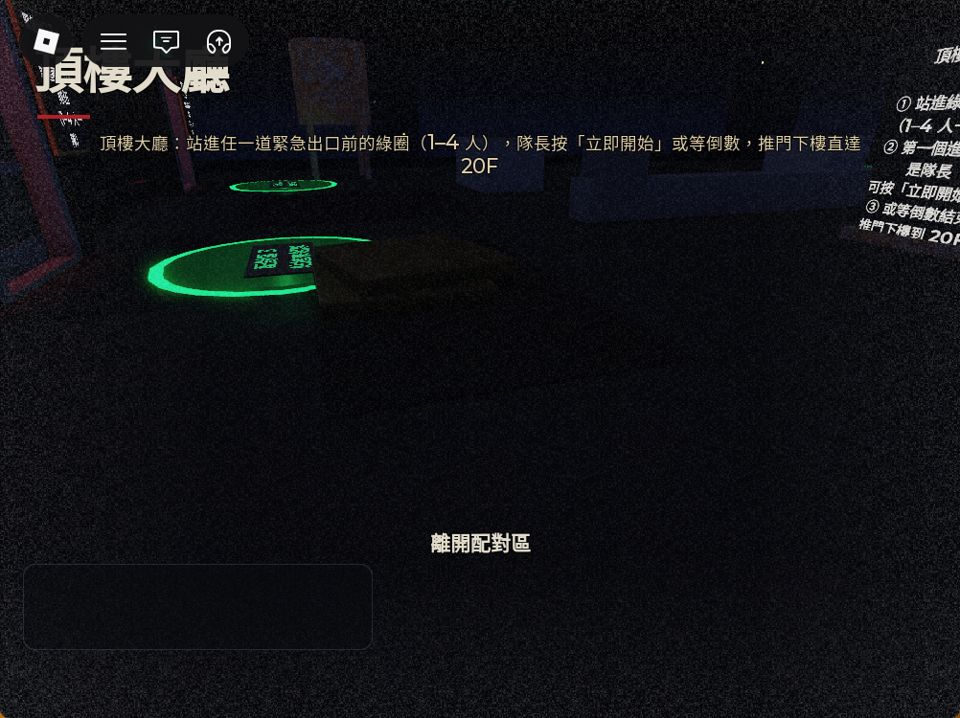 頂樓大廳
頂樓大廳：站進任一道緊急出口前的綠圈（1–4 人），隊長按「立即開始」或等倒數，推門下樓直達
20F
① 站進綠
（1–4 人一
② 第一個進
是隊長
可按「立即開始
③ 或等倒數結束
推門下樓到 20F
離開配對區